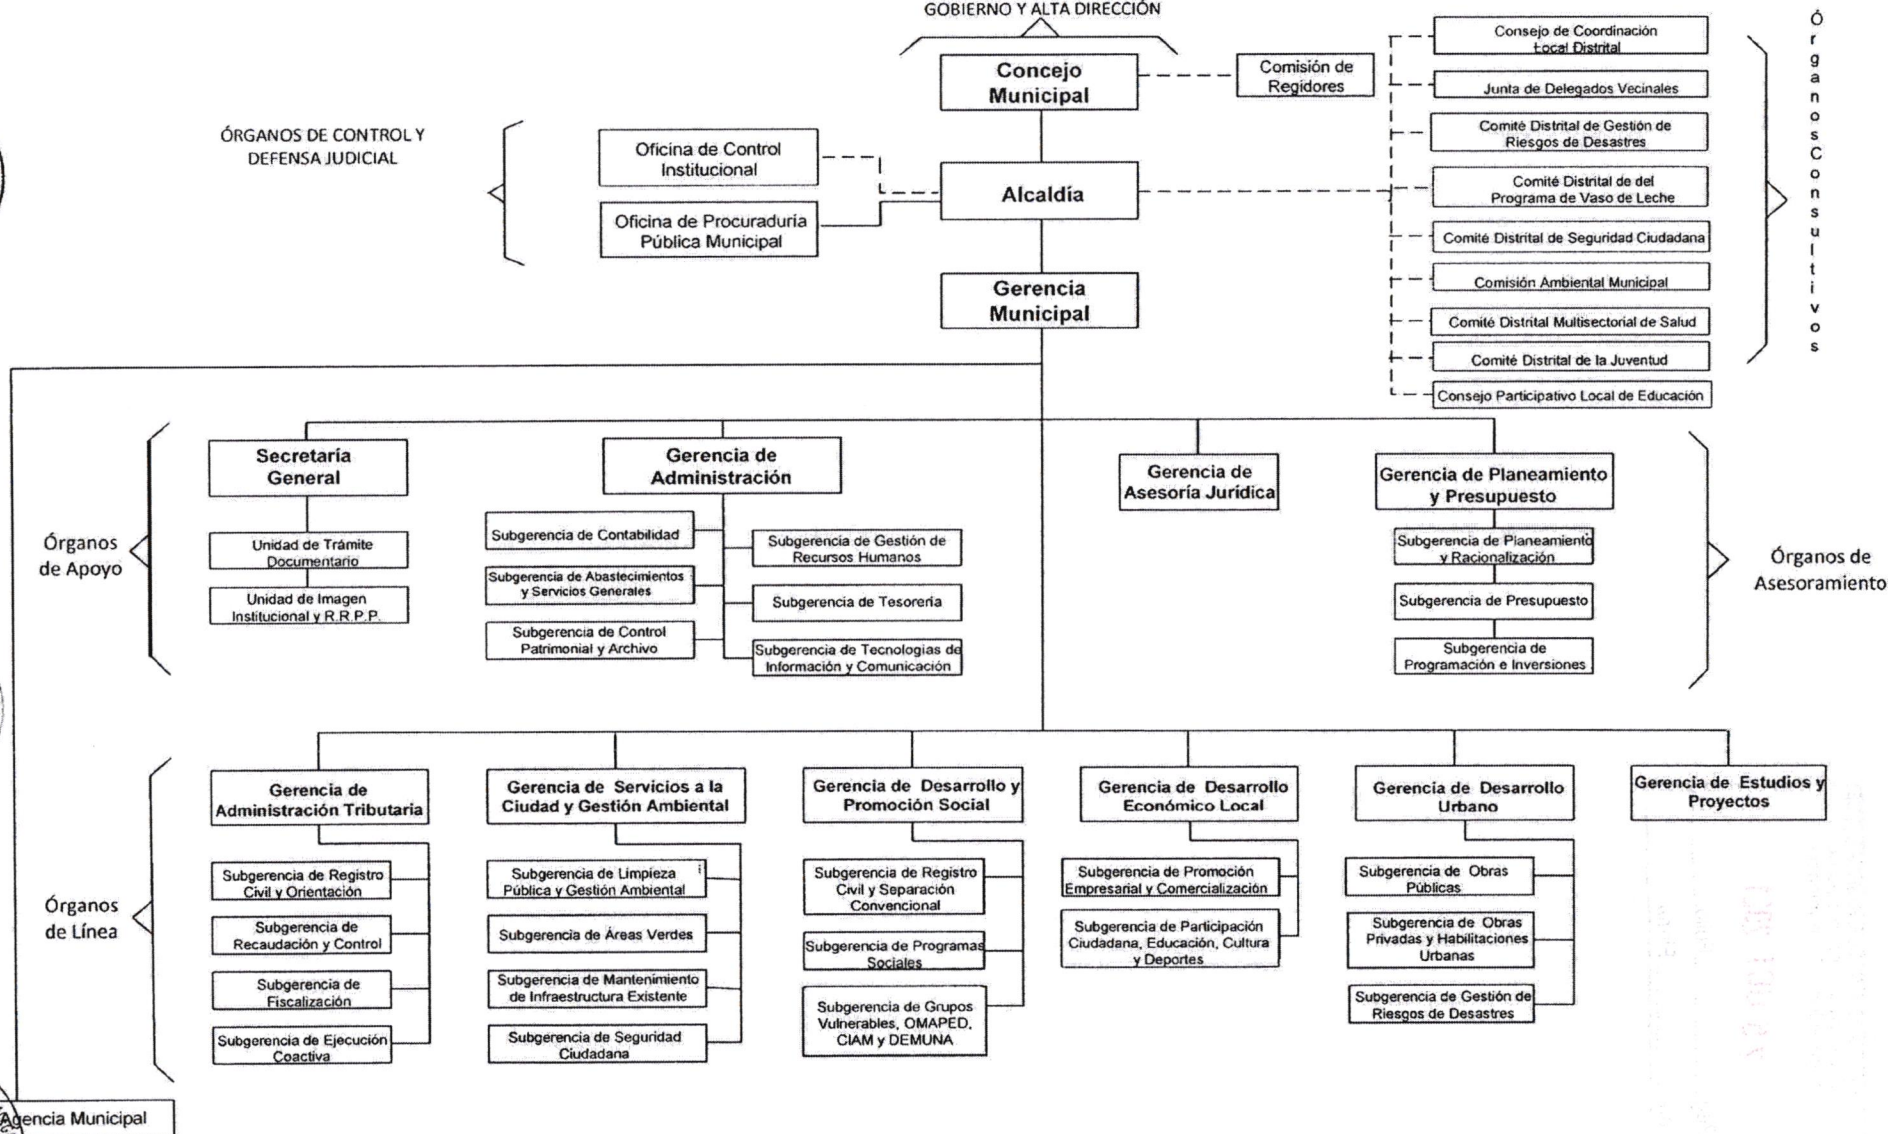 GOBIERNO Y ALTA DIRECCIÓN
Concejo
Municipal
Comisión de
Regidores
Alcaldía
Gerencia
Municipal
ÓRGANOS DE CONTROL Y
DEFENSA JUDICIAL
Oficina de Control
Institucional
Oficina de Procuraduría
Pública Municipal
Consejo de Coordinación
Local Distrital
Junta de Delegados Vecinales
Comité Distrital de Gestión de
Riesgos de Desastres
Comité Distrital de del
Programa de Vaso de Leche
Comité Distrital de Seguridad Ciudadana
Comisión Ambiental Municipal
Comité Distrital Multisectorial de Salud
Comité Distrital de la Juventud
Consejo Participativo Local de Educación
Órganos Consultivos
Órganos
de Apoyo
Secretaría
General
Unidad de Trámite
Documentario
Unidad de Imagen
Institucional y R.R.P.P.
Gerencia de
Administración
Subgerencia de Contabilidad
Subgerencia de Abastecimientos
y Servicios Generales
Subgerencia de Control
Patrimonial y Archivo
Subgerencia de Gestión de
Recursos Humanos
Subgerencia de Tesorería
Subgerencia de Tecnologías de
Información y Comunicación
Gerencia de
Asesoría Jurídica
Gerencia de Planeamiento
y Presupuesto
Subgerencia de Planeamiento
y Racionalización
Subgerencia de Presupuesto
Subgerencia de
Programación e Inversiones
Órganos de
Asesoramiento
Órganos
de Línea
Gerencia de
Administración Tributaria
Subgerencia de Registro
Civil y Orientación
Subgerencia de
Recaudación y Control
Subgerencia de
Fiscalización
Subgerencia de Ejecución
Coactiva
Gerencia de Servicios a la
Ciudad y Gestión Ambiental
Subgerencia de Limpieza
Pública y Gestión Ambiental
Subgerencia de Áreas Verdes
Subgerencia de Mantenimiento
de Infraestructura Existente
Subgerencia de Seguridad
Ciudadana
Gerencia de Desarrollo y
Promoción Social
Subgerencia de Registro
Civil y Separación
Convencional
Subgerencia de Programas
Sociales
Subgerencia de Grupos
Vulnerables, OMAPED,
CIAM y DEMUNA
Gerencia de Desarrollo
Económico Local
Subgerencia de Promoción
Empresarial y Comercialización
Subgerencia de Participación
Ciudadana, Educación, Cultura
y Deportes
Gerencia de Desarrollo
Urbano
Subgerencia de Obras
Públicas
Subgerencia de Obras
Privadas y Habilitaciones
Urbanas
Subgerencia de Gestión de
Riesgos de Desastres
Gerencia de Estudios y
Proyectos
Agencia Municipal